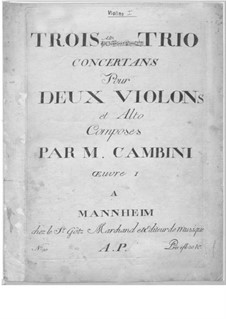 Violino I
TROIS TRIO
CONCERTANS
Pour
DEUX VIOLONs
et Alto
Composés
PAR M. CAMBINI
Œuvre I
A
MANNHEIM
chez le Sr. Götz Marchand et Editeur de Musique
A.P.